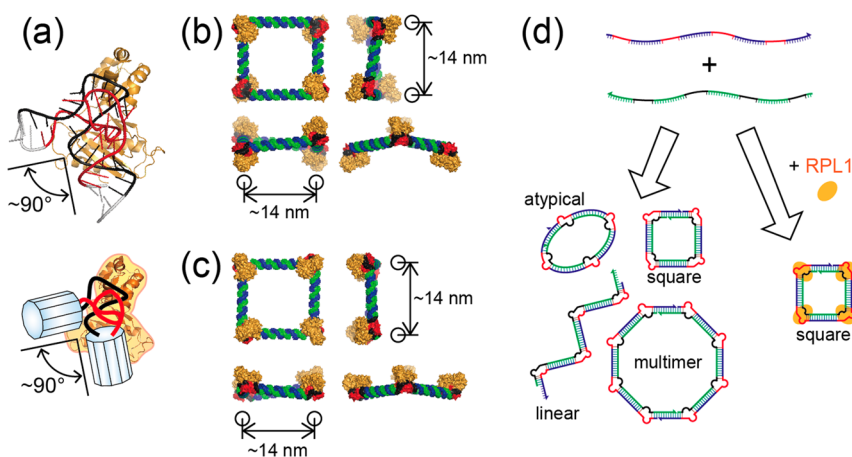 (a)
~90°
~90°
(b)
~14 nm
~14 nm
(c)
~14 nm
~14 nm
(d)
+
+ RPL1
atypical
square
linear
multimer
square